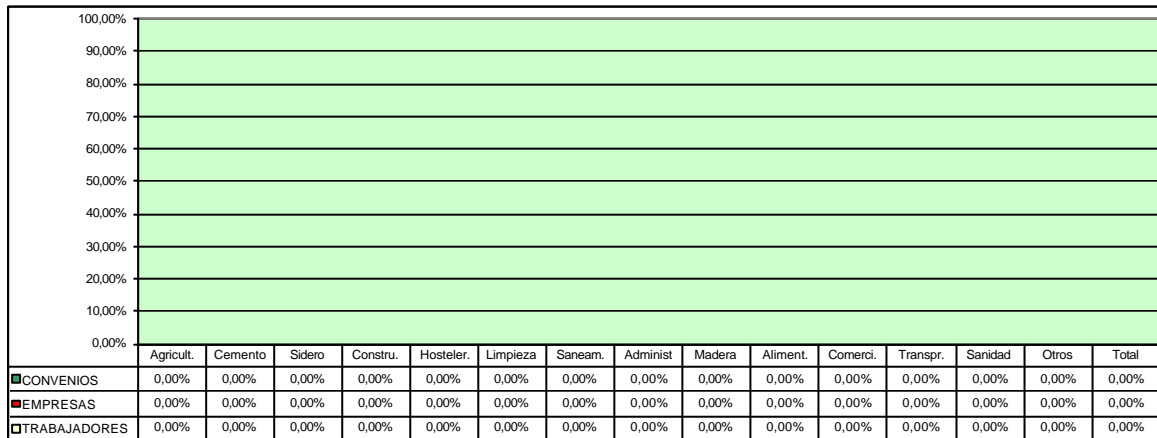 100,00%
90,00%
80,00%
70,00%
60,00%
50,00%
40,00%
30,00%
20,00%
10,00%
0,00%
Agricult. Cemento Sidero Constru. Hosteler. Limpieza Saneam. Administ Madera Aliment. Comerci. Transpr. Sanidad Otros Total
CONVENIOS 0,00% 0,00% 0,00% 0,00% 0,00% 0,00% 0,00% 0,00% 0,00% 0,00% 0,00% 0,00% 0,00% 0,00% 0,00%
EMPRESAS 0,00% 0,00% 0,00% 0,00% 0,00% 0,00% 0,00% 0,00% 0,00% 0,00% 0,00% 0,00% 0,00% 0,00% 0,00%
TRABAJADORES 0,00% 0,00% 0,00% 0,00% 0,00% 0,00% 0,00% 0,00% 0,00% 0,00% 0,00% 0,00% 0,00% 0,00% 0,00%